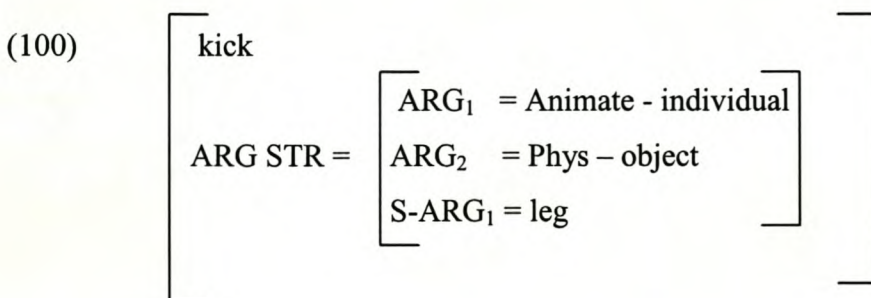 (100) kick
ARG₁ = Animate - individual
ARG STR = ARG₂ = Phys – object
S-ARG₁ = leg